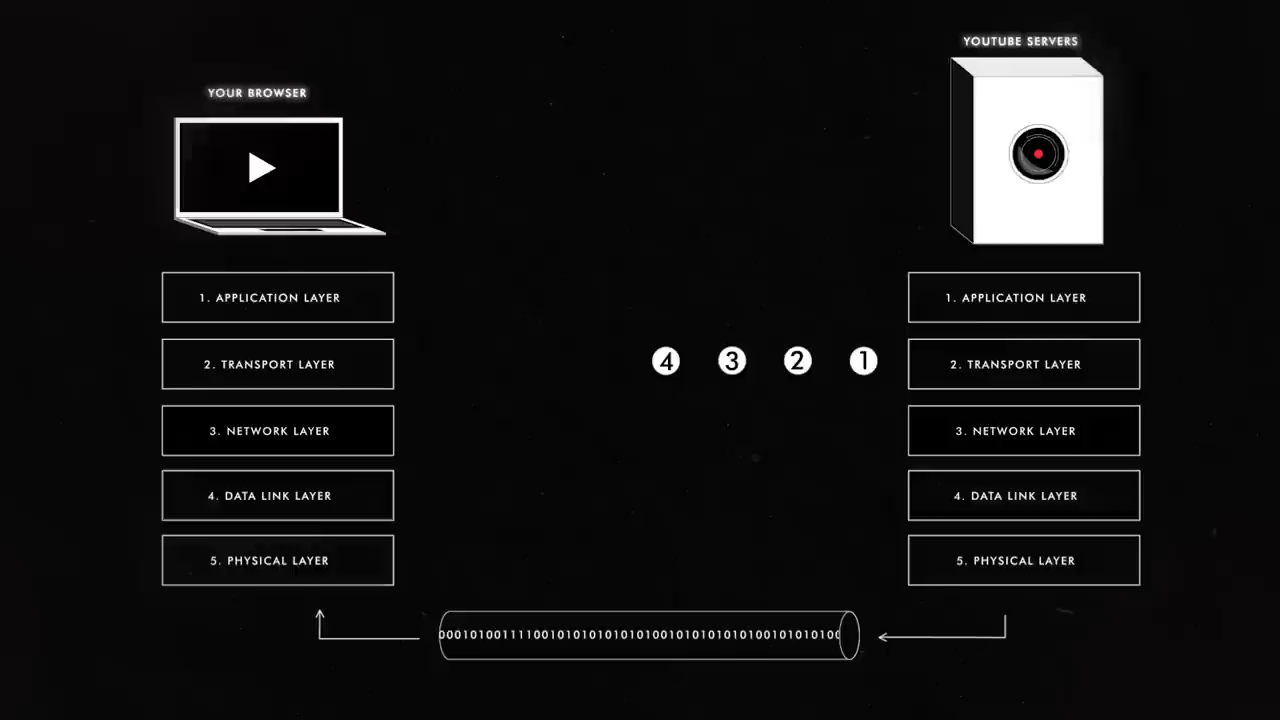 YOUTUBE SERVERS
YOUR BROWSER
1. APPLICATION LAYER
2. TRANSPORT LAYER
3. NETWORK LAYER
4. DATA LINK LAYER
5. PHYSICAL LAYER
4 3 2 1
1. APPLICATION LAYER
2. TRANSPORT LAYER
3. NETWORK LAYER
4. DATA LINK LAYER
5. PHYSICAL LAYER